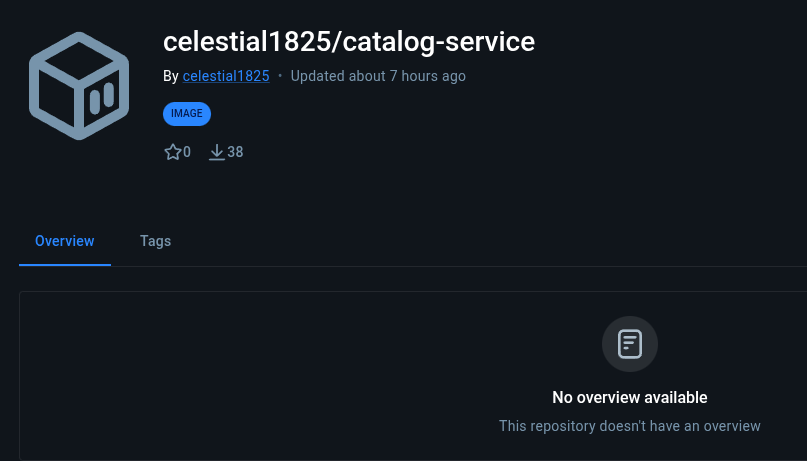 celestial1825/catalog-service
By celestial1825 • Updated about 7 hours ago
IMAGE
0 38
Overview Tags
No overview available
This repository doesn't have an overview